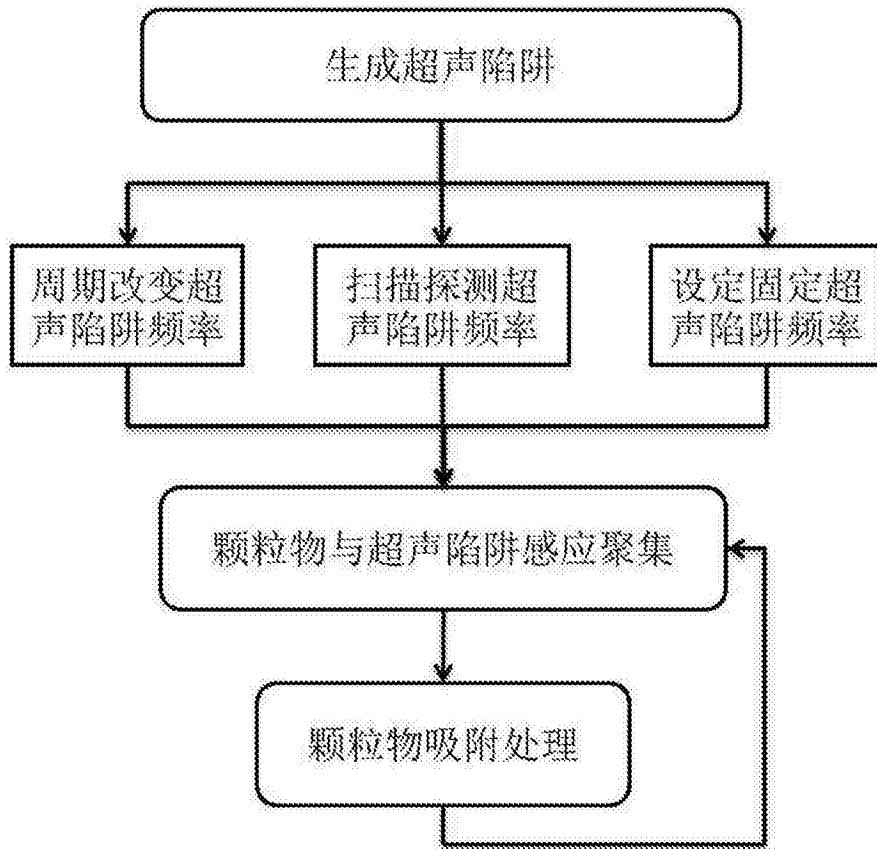 生成超声陷阱
周期改变超
声陷阱频率
扫描探测超
声陷阱频率
设定固定超
声陷阱频率
颗粒物与超声陷阱感应聚集
颗粒物吸附处理